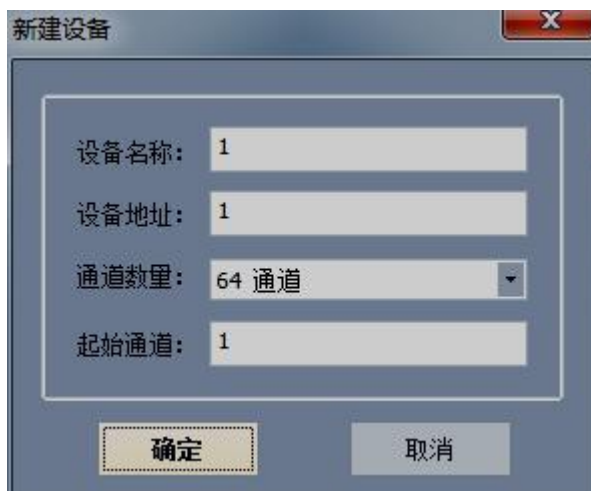 新建设备
设备名称： 1
设备地址： 1
通道数量： 64 通道
起始通道： 1
确定 取消